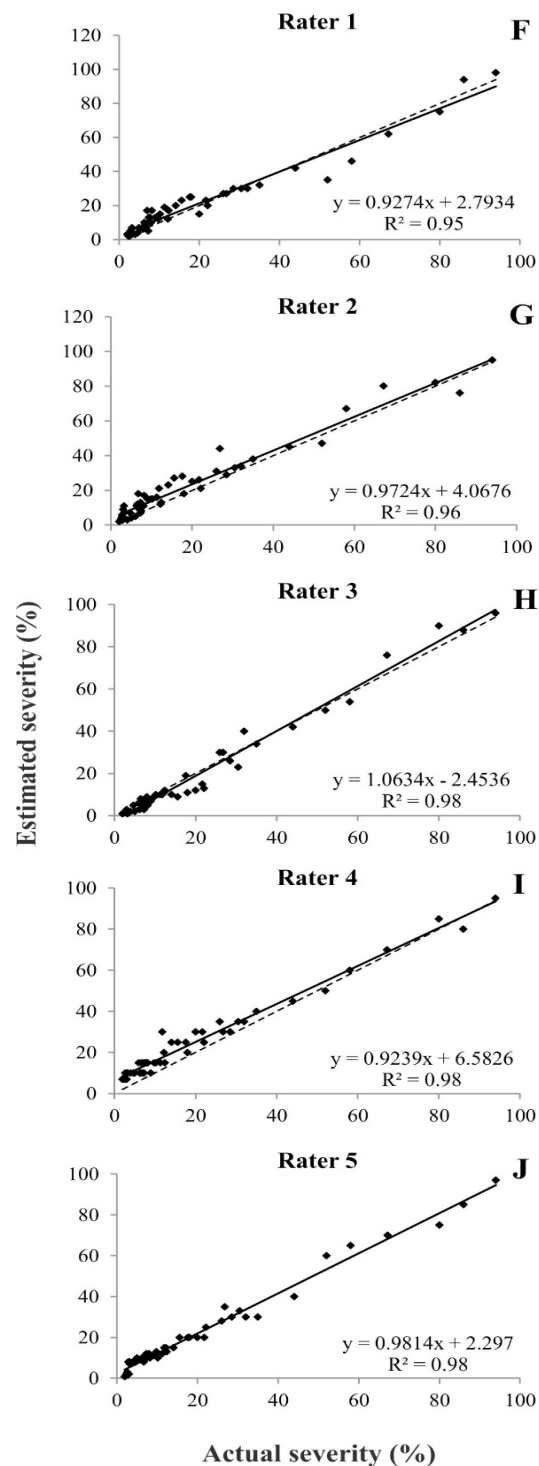 Rater 1
F
120
100
80
60
40
20
0
y = 0.9274x + 2.7934
R² = 0.95
0 20 40 60 80 100
Rater 2
G
120
100
80
60
40
20
0
y = 0.9724x + 4.0676
R² = 0.96
0 20 40 60 80 100
Rater 3
H
100
80
60
40
20
0
y = 1.0634x - 2.4536
R² = 0.98
0 20 40 60 80 100
Estimated severity (%)
Rater 4
I
100
80
60
40
20
0
y = 0.9239x + 6.5826
R² = 0.98
0 20 40 60 80 100
Rater 5
J
100
80
60
40
20
0
y = 0.9814x + 2.297
R² = 0.98
0 20 40 60 80 100
Actual severity (%)